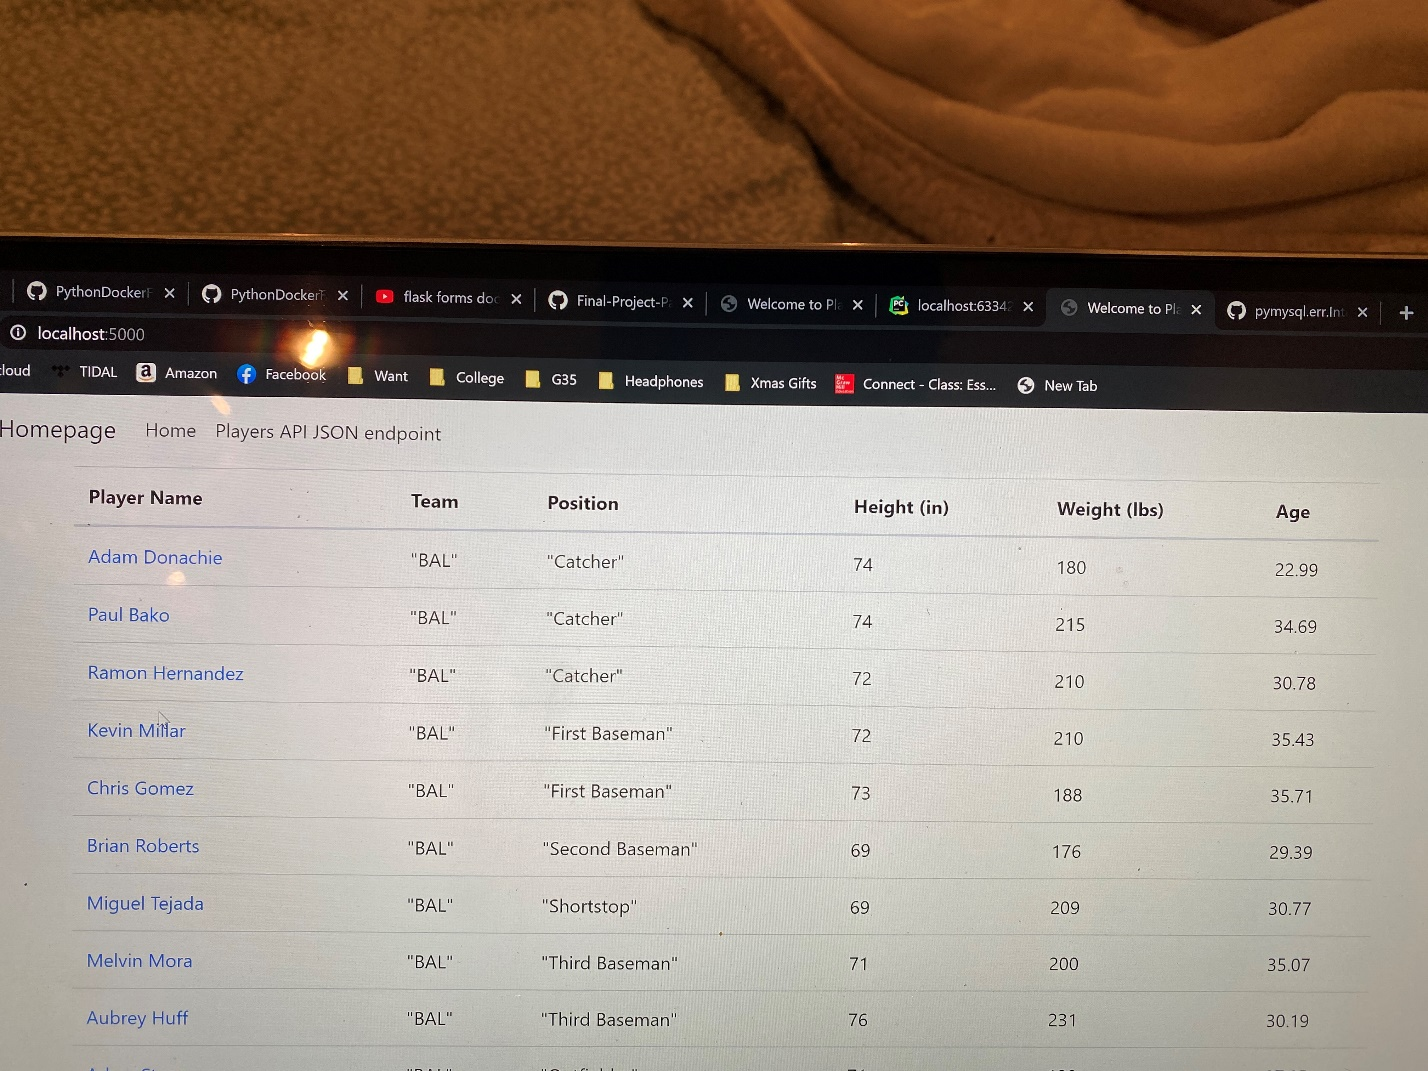 PythonDockerF PythonDockerT flask forms doc Final-Project-P Welcome to Pla localhost:6334 Welcome to Pla pymysql.err.Int
localhost:5000
cloud TIDAL Amazon Facebook Want College G35 Headphones Xmas Gifts Connect - Class: Ess... New Tab
Homepage Home Players API JSON endpoint
Player Name Team Position Height (in) Weight (lbs) Age
Adam Donachie "BAL" "Catcher" 74 180 22.99
Paul Bako "BAL" "Catcher" 74 215 34.69
Ramon Hernandez "BAL" "Catcher" 72 210 30.78
Kevin Millar "BAL" "First Baseman" 72 210 35.43
Chris Gomez "BAL" "First Baseman" 73 188 35.71
Brian Roberts "BAL" "Second Baseman" 69 176 29.39
Miguel Tejada "BAL" "Shortstop" 69 209 30.77
Melvin Mora "BAL" "Third Baseman" 71 200 35.07
Aubrey Huff "BAL" "Third Baseman" 76 231 30.19